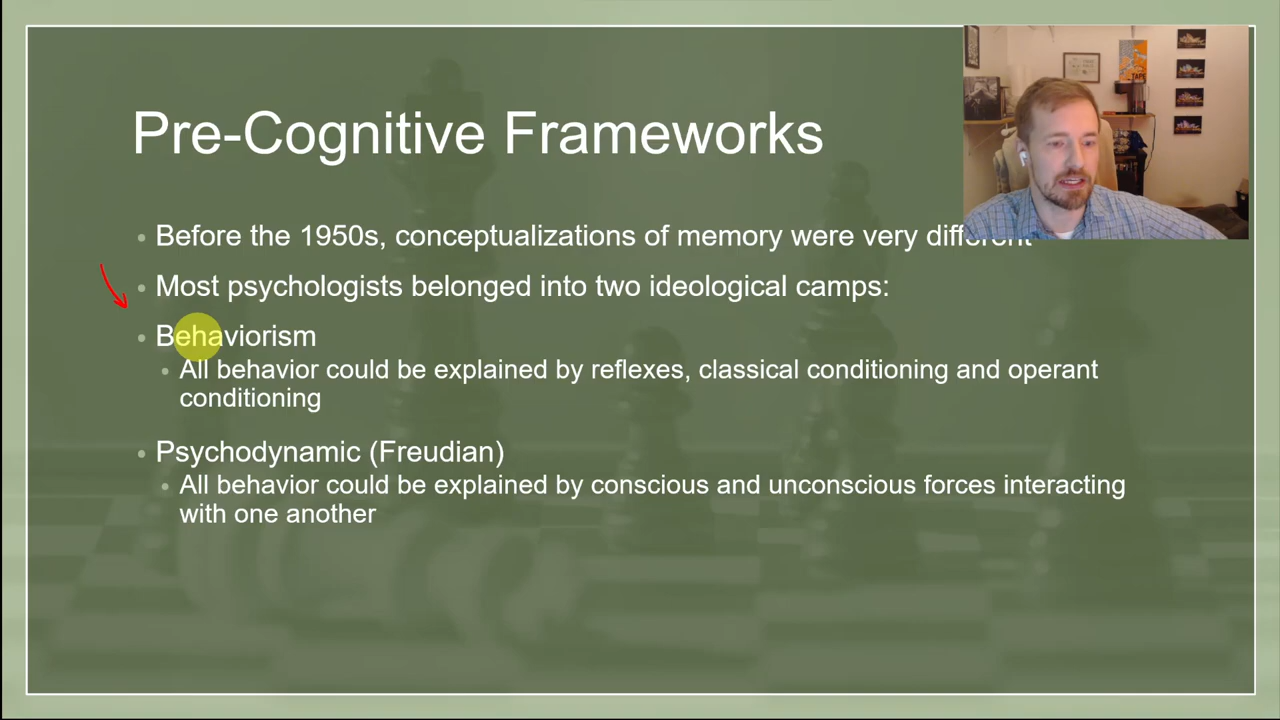 Pre-Cognitive Frameworks
Before the 1950s, conceptualizations of memory were very different
Most psychologists belonged into two ideological camps:
Behaviorism
All behavior could be explained by reflexes, classical conditioning and operant
conditioning
Psychodynamic (Freudian)
All behavior could be explained by conscious and unconscious forces interacting
with one another